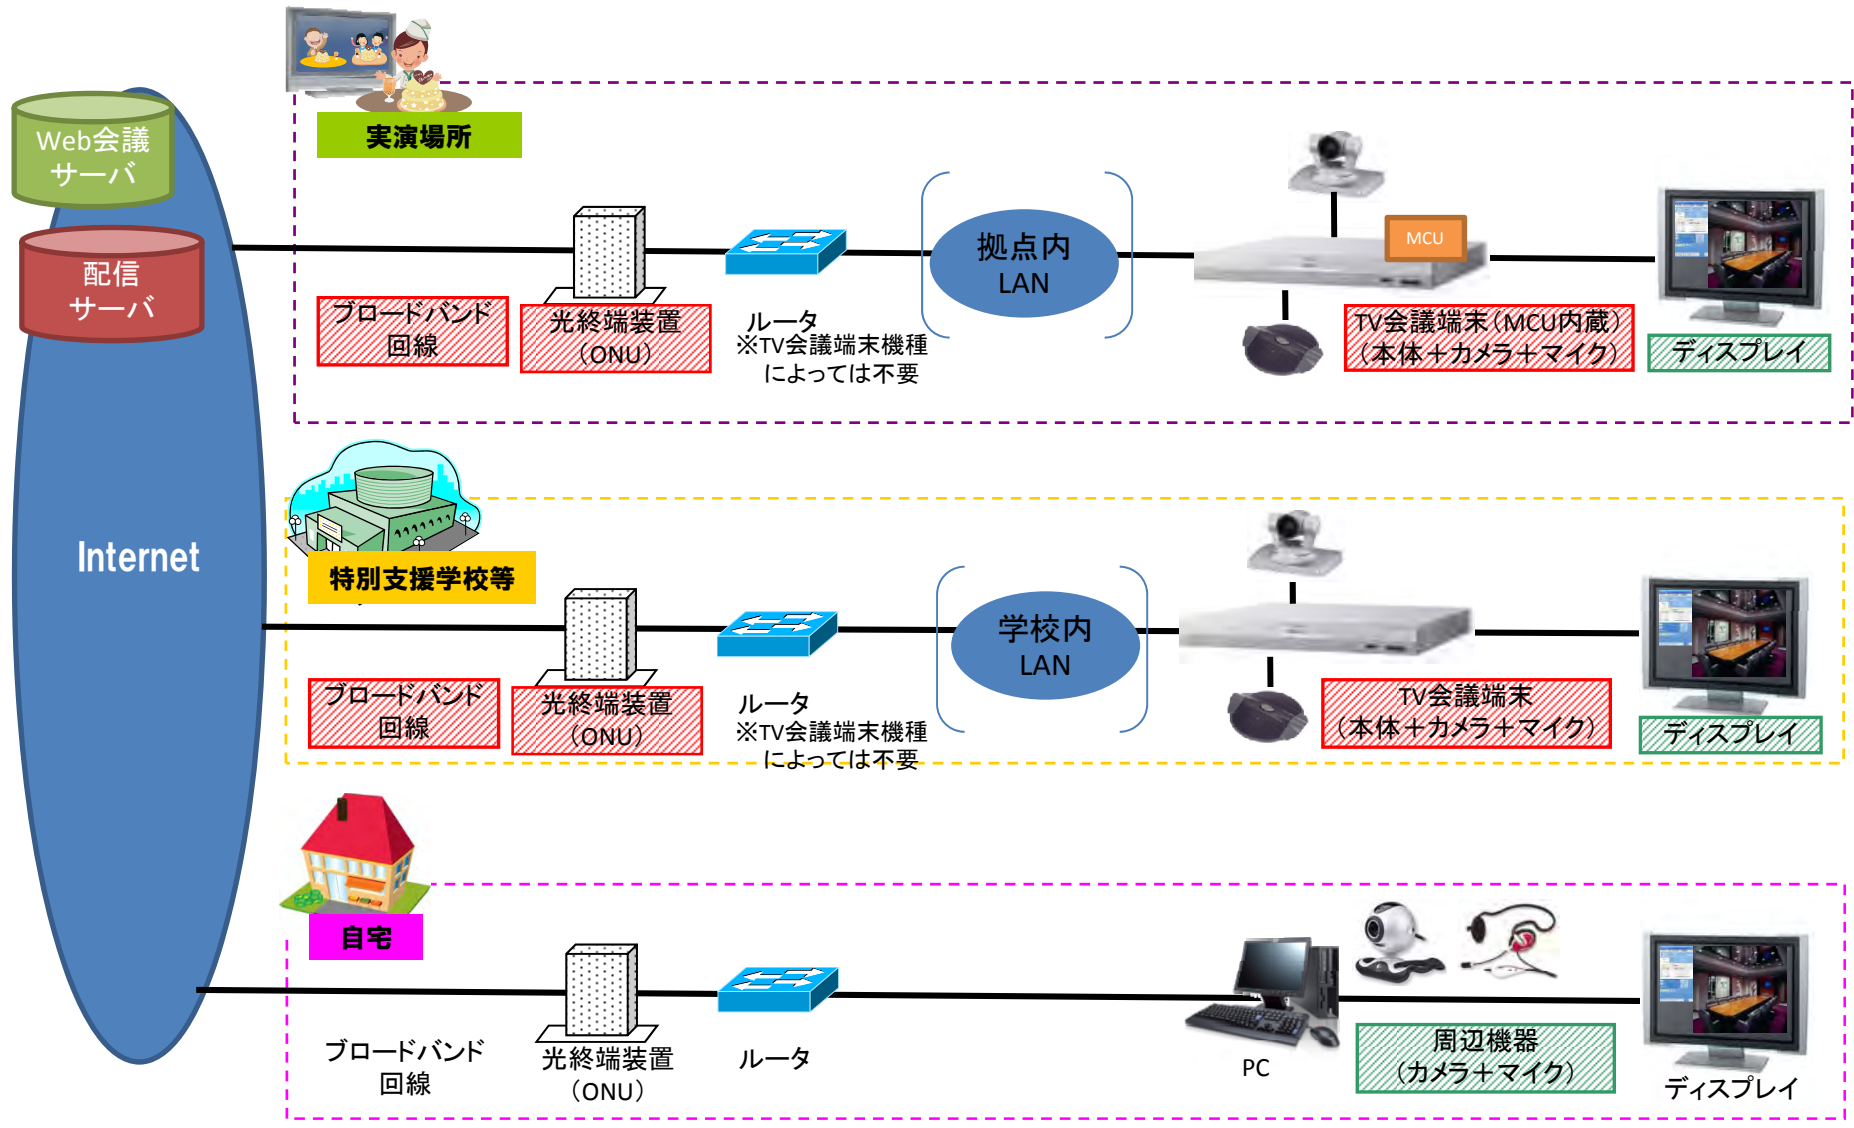 Web会議
サーバ
配信
サーバ
Internet
実演場所
ブロードバンド
回線
光終端装置
（ONU）
ルータ
※TV会議端末機種
によっては不要
拠点内
LAN
MCU
TV会議端末（MCU内蔵）
（本体＋カメラ＋マイク）
ディスプレイ
特別支援学校等
ブロードバンド
回線
光終端装置
（ONU）
ルータ
※TV会議端末機種
によっては不要
学校内
LAN
TV会議端末
（本体＋カメラ＋マイク）
ディスプレイ
自宅
ブロードバンド
回線
光終端装置
（ONU）
ルータ
PC
周辺機器
（カメラ＋マイク）
ディスプレイ